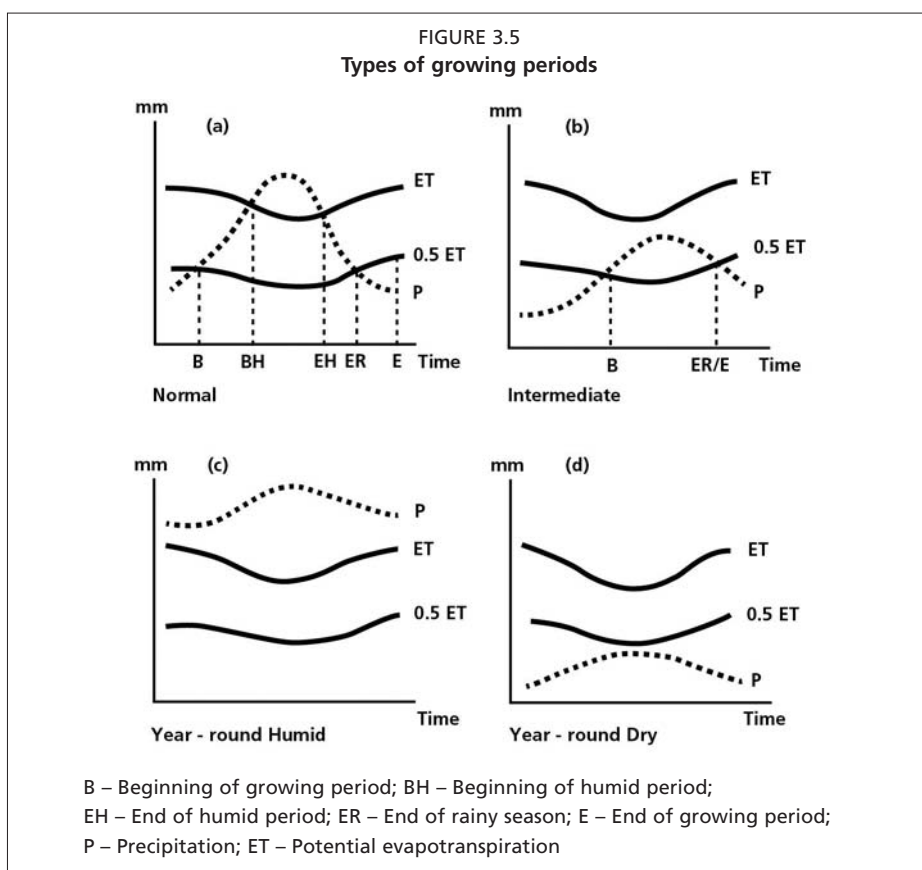 FIGURE 3.5
Types of growing periods
mm
(a)
ET
0.5 ET
P
B BH EH ER E Time
Normal
mm
(b)
ET
0.5 ET
P
B ER/E Time
Intermediate
mm (c)
P
ET
0.5 ET
Time
Year - round Humid
mm (d)
ET
0.5 ET
P
Time
Year - round Dry
B – Beginning of growing period; BH – Beginning of humid period;
EH – End of humid period; ER – End of rainy season; E – End of growing period;
P – Precipitation; ET – Potential evapotranspiration